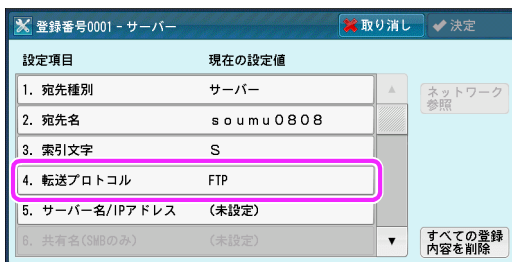 登録番号0001 - サーバー
取り消し
決定
設定項目 現在の設定値
1. 宛先種別 サーバー
2. 宛先名 ｓｏｕｍｕ０８０８
3. 索引文字 Ｓ
4. 転送プロトコル FTP
5. サーバー名/IPアドレス (未設定)
6. 共有名(SMBのみ) (未設定)
ネットワーク
参照
すべての登録
内容を削除